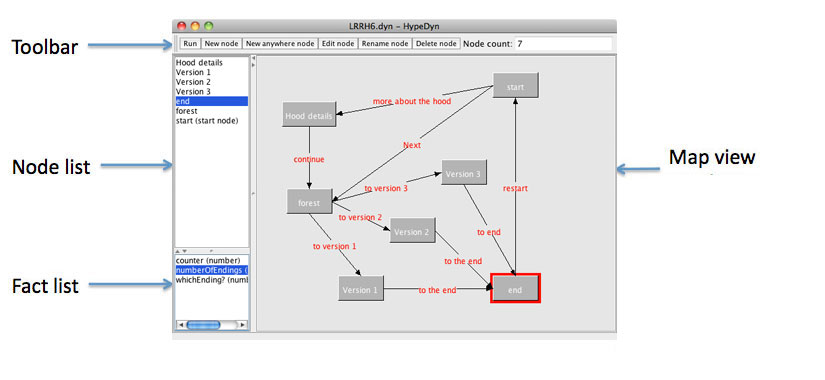 LRRH6.dyn - HypeDyn
Toolbar
Run New node New anywhere node Edit node Rename node Delete node Node count: 7
Hood details
Version 1
Version 2
Version 3
end
forest
start (start node)
Node list
counter (number)
numberOfEndings (
whichEnding? (numl
Fact list
start
more about the hood
Hood details
Next
continue
Version 3
to version 3
restart
forest
to version 2
Version 2
to end
to version 1
to the end
Version 1
to the end
end
Map view